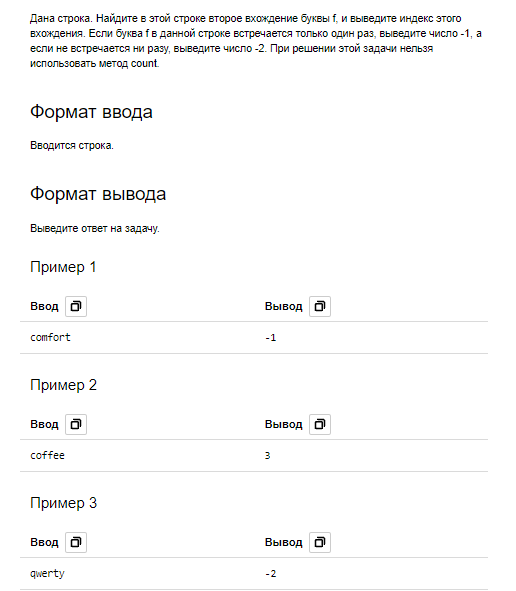 Дана строка. Найдите в этой строке второе вхождение буквы f, и выведите индекс этого
вхождения. Если буква f в данной строке встречается только один раз, выведите число -1, а
если не встречается ни разу, выведите число -2. При решении этой задачи нельзя
использовать метод count.
Формат ввода
Вводится строка.
Формат вывода
Выведите ответ на задачу.
Пример 1
Ввод Вывод
comfort -1
Пример 2
Ввод Вывод
coffee 3
Пример 3
Ввод Вывод
qwerty -2